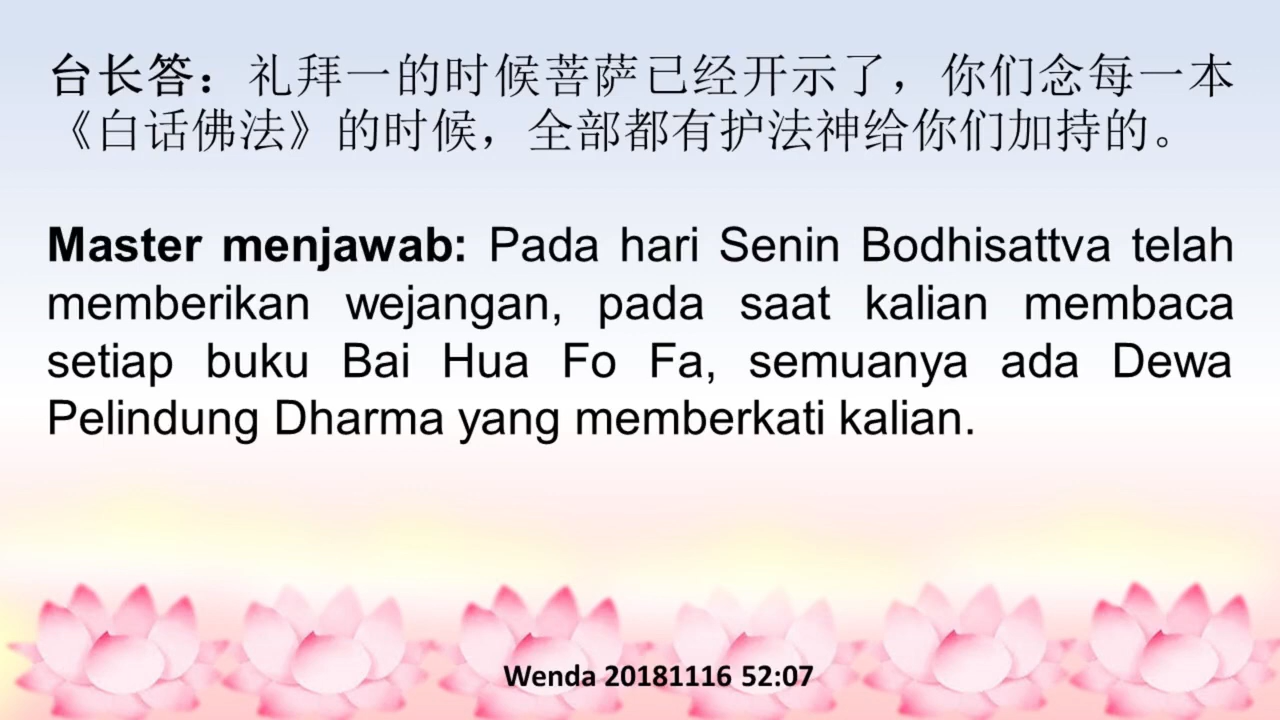 台长答：礼拜一的时候菩萨已经开示了，你们念每一本
《白话佛法》的时候，全部都有护法神给你们加持的。
Master menjawab: Pada hari Senin Bodhisattva telah
memberikan wejangan, pada saat kalian membaca
setiap buku Bai Hua Fo Fa, semuanya ada Dewa
Pelindung Dharma yang memberkati kalian.
Wenda 20181116 52:07